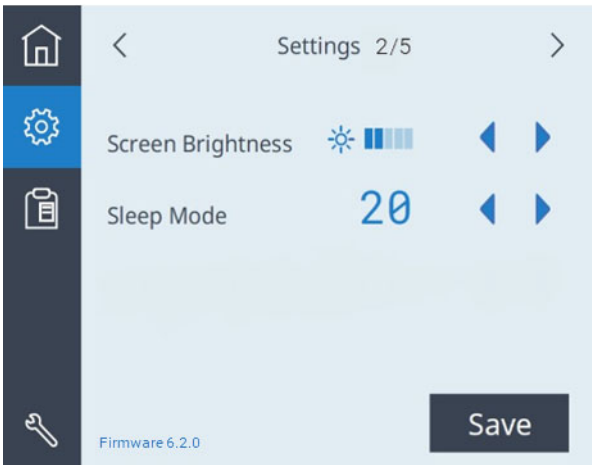 Settings 2/5
Screen Brightness
Sleep Mode 20
Firmware 6.2.0
Save